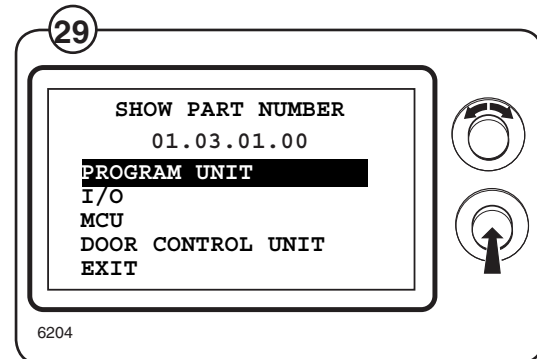 29
SHOW PART NUMBER
01.03.01.00
PROGRAM UNIT
I/O
MCU
DOOR CONTROL UNIT
EXIT
6204